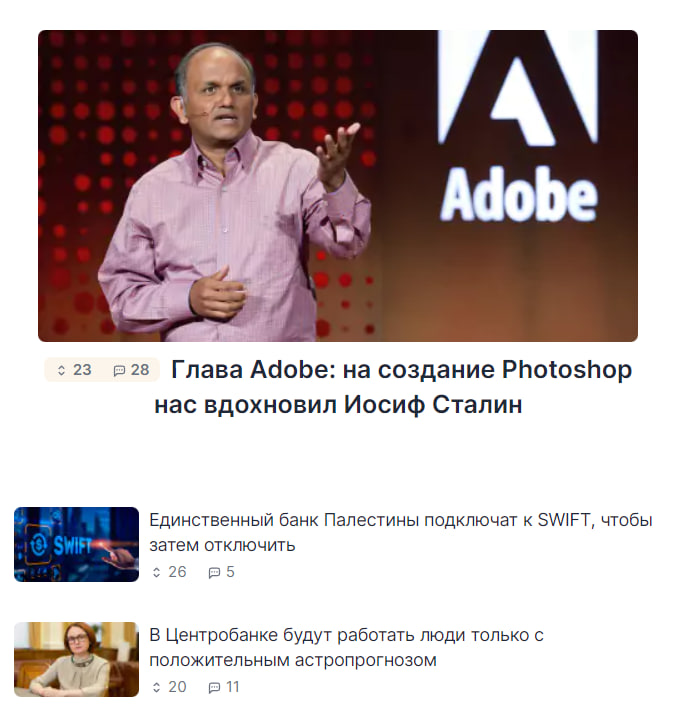 Adobe
23 28 Глава Adobe: на создание Photoshop
нас вдохновил Иосиф Сталин
SWIFT
Единственный банк Палестины подключат к SWIFT, чтобы
затем отключить
26 5
В Центробанке будут работать люди только с
положительным астропрогнозом
20 11